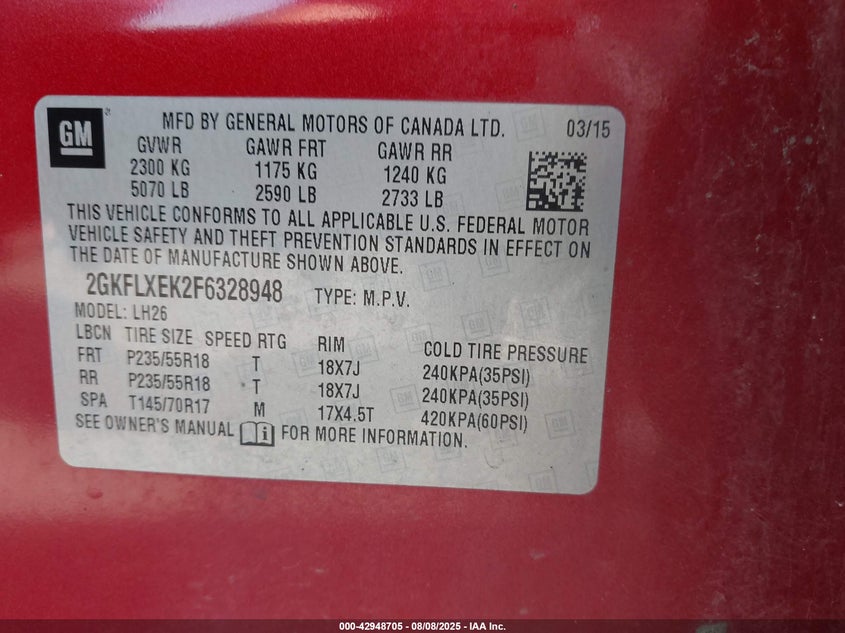 GM
MFD BY GENERAL MOTORS OF CANADA LTD. 03/15
GVWR GAWR FRT GAWR RR
2300 KG 1175 KG 1240 KG
5070 LB 2590 LB 2733 LB
THIS VEHICLE CONFORMS TO ALL APPLICABLE U.S. FEDERAL MOTOR
VEHICLE SAFETY AND THEFT PREVENTION STANDARDS IN EFFECT ON
THE DATE OF MANUFACTURE SHOWN ABOVE.
2GKFLXEK2F6328948 TYPE: M.P.V.
MODEL: LH26
LBCN TIRE SIZE SPEED RTG RIM COLD TIRE PRESSURE
FRT P235/55R18 T 18X7J 240KPA(35PSI)
RR P235/55R18 T 18X7J 240KPA(35PSI)
SPA T145/70R17 M 17X4.5T 420KPA(60PSI)
SEE OWNER'S MANUAL FOR MORE INFORMATION.
000-42948705 - 08/08/2025 - IAA Inc.